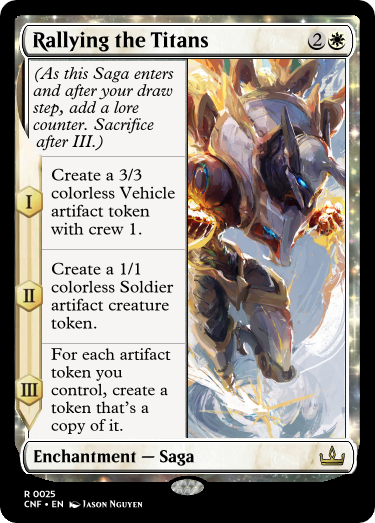 Rallying the Titans 2
(As this Saga enters
and after your draw
step, add a lore
counter. Sacrifice
after III.)
I
Create a 3/3
colorless Vehicle
artifact token
with crew 1.
II
Create a 1/1
colorless Soldier
artifact creature
token.
III
For each artifact
token you
control, create a
token that's a
copy of it.
Enchantment — Saga
R 0025
CNF • EN Jason Nguyen